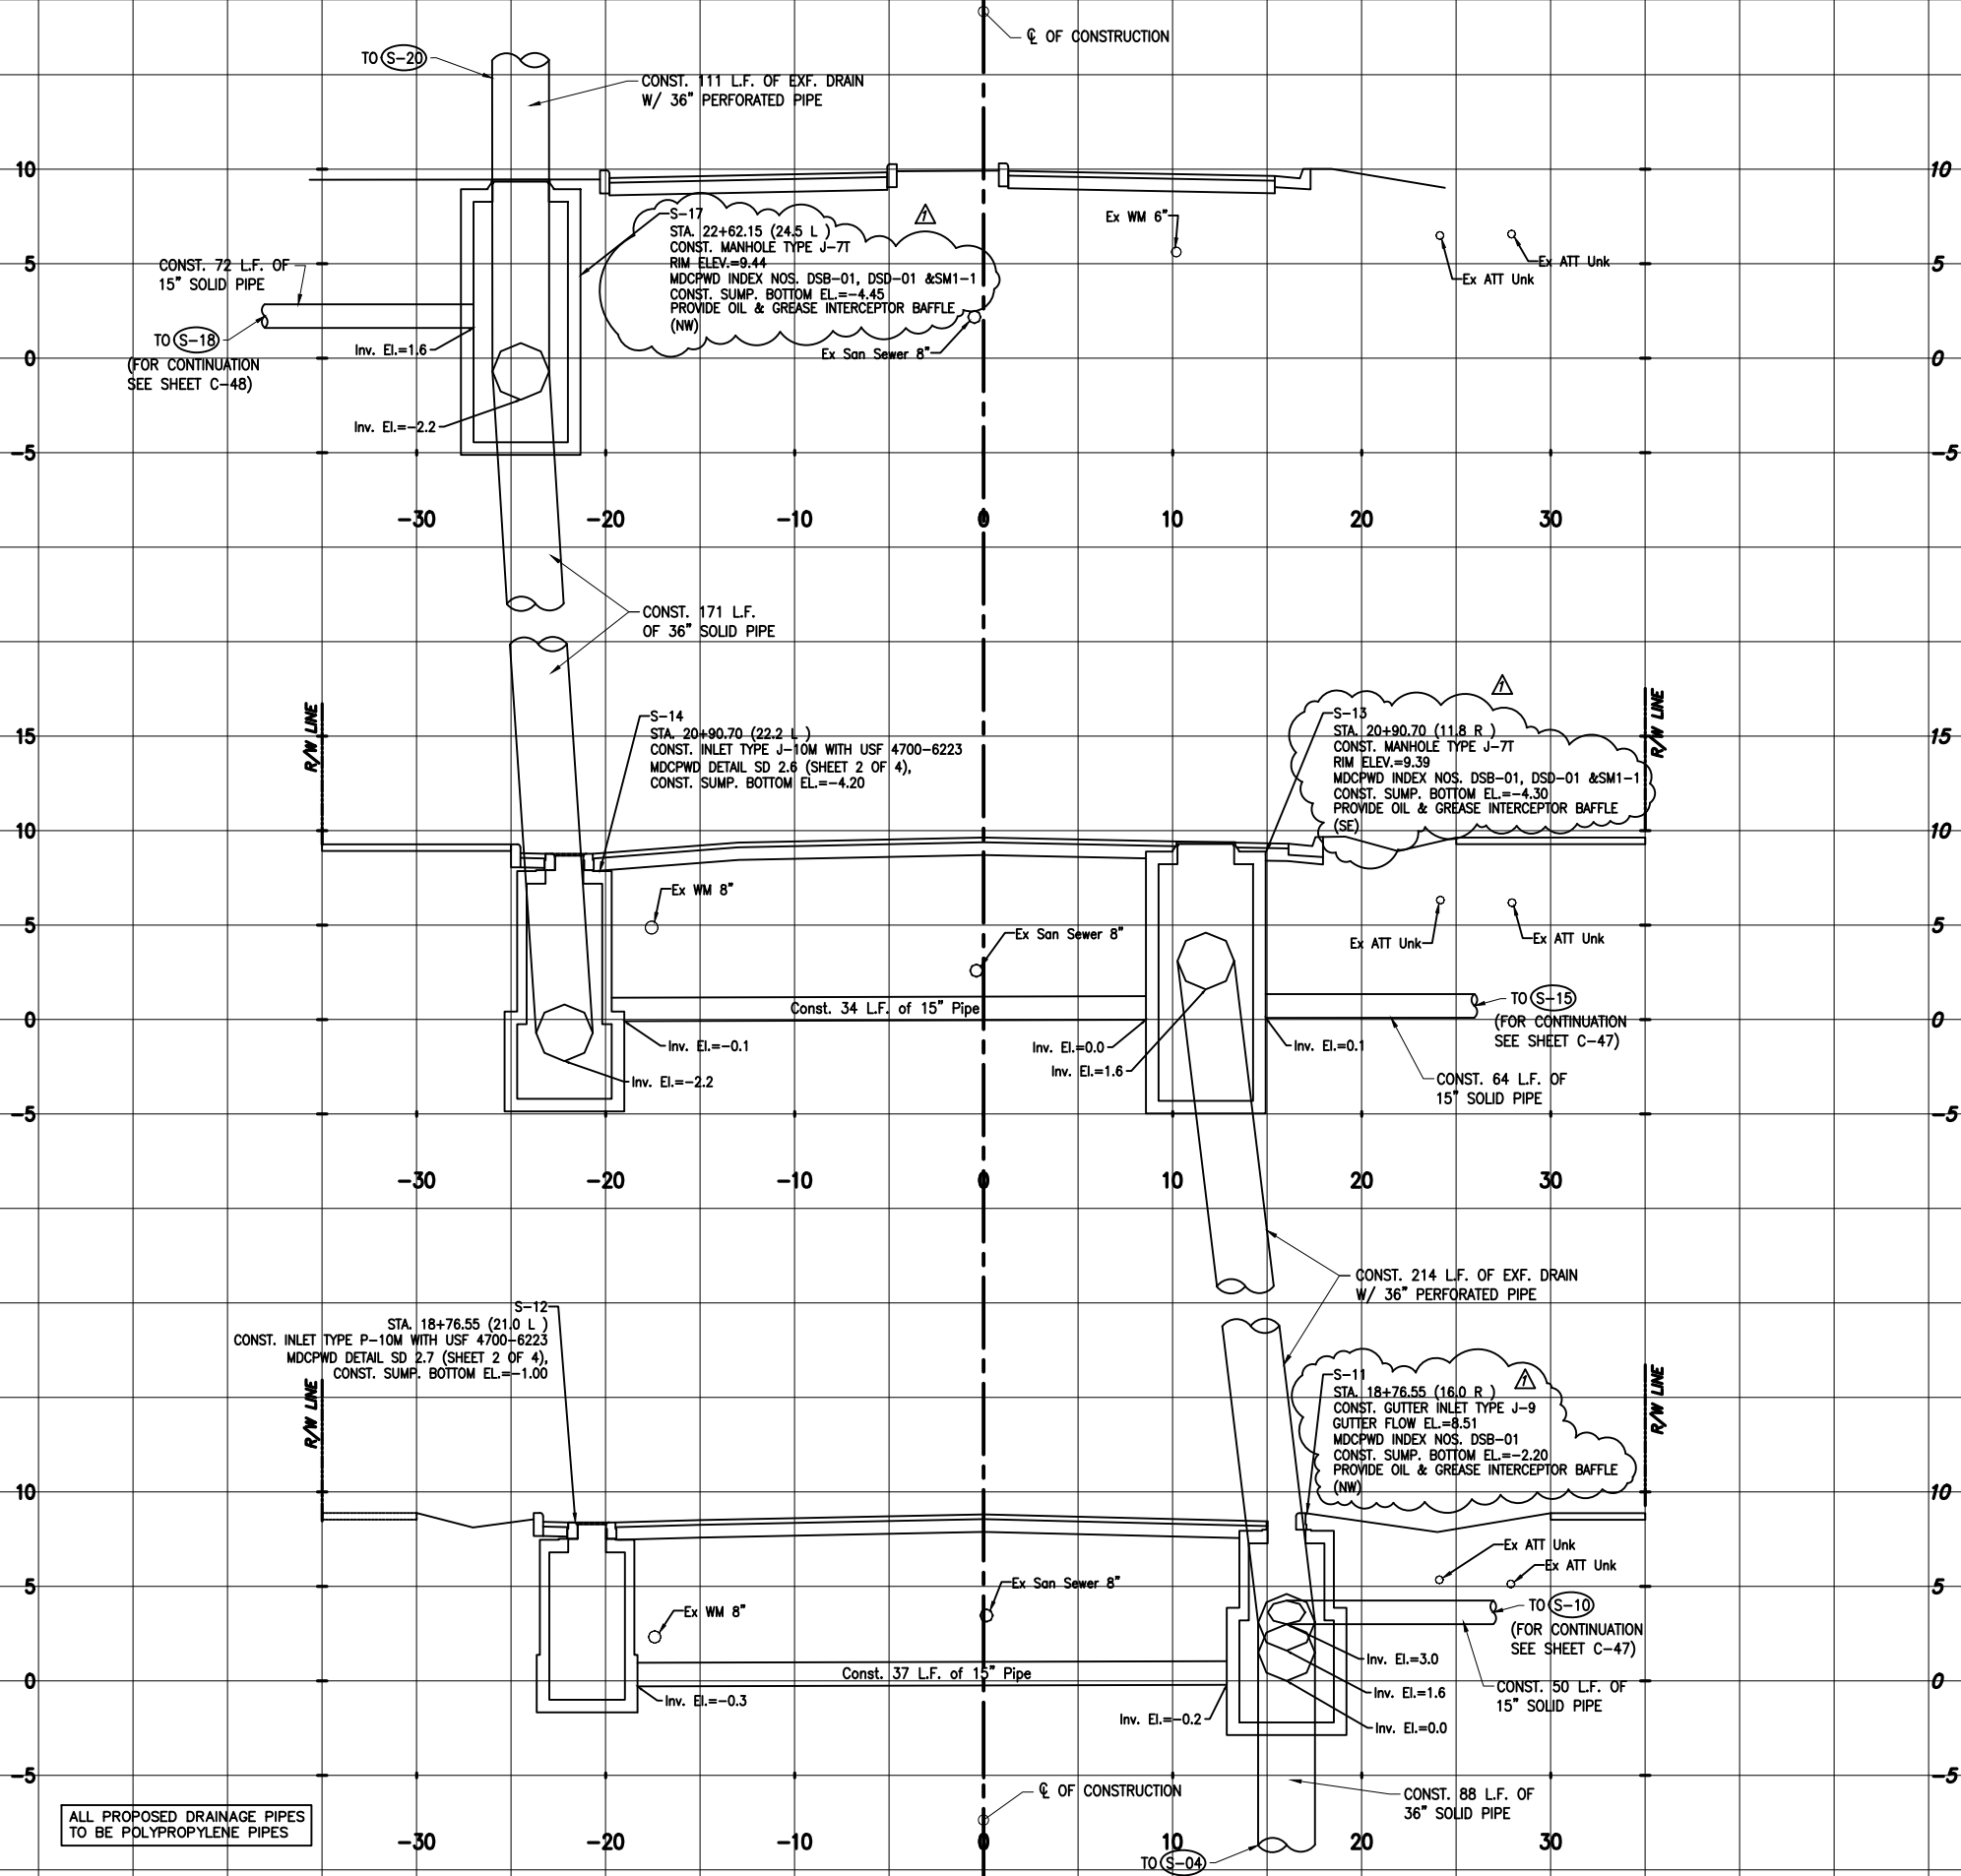 ℄ OF CONSTRUCTION
TO S-20
CONST. 111 L.F. OF EXF. DRAIN
W/ 36" PERFORATED PIPE
10
10
S-17
STA. 22+62.15 (24.5 L )
CONST. MANHOLE TYPE J-7T
RIM ELEV.=9.44
MDCPWD INDEX NOS. DSB-01, DSD-01 &SM1-1
CONST. SUMP. BOTTOM EL.=-4.45
PROVIDE OIL & GREASE INTERCEPTOR BAFFLE
(NW)
1
Ex WM 6"
Ex ATT Unk
Ex ATT Unk
5
5
CONST. 72 L.F. OF
15" SOLID PIPE
TO S-18
(FOR CONTINUATION
SEE SHEET C-48)
Inv. El.=1.6
Ex San Sewer 8"
0
0
Inv. El.=-2.2
-5
-5
-30
-20
-10
0
10
20
30
CONST. 171 L.F.
OF 36" SOLID PIPE
R/W LINE
S-14
STA. 20+90.70 (22.2 L )
CONST. INLET TYPE J-10M WITH USF 4700-6223
MDCPWD DETAIL SD 2.6 (SHEET 2 OF 4),
CONST. SUMP. BOTTOM EL.=-4.20
1
S-13
STA. 20+90.70 (11.8 R )
CONST. MANHOLE TYPE J-7T
RIM ELEV.=9.39
MDCPWD INDEX NOS. DSB-01, DSD-01 &SM1-1
CONST. SUMP. BOTTOM EL.=-4.30
PROVIDE OIL & GREASE INTERCEPTOR BAFFLE
(SE)
R/W LINE
15
15
10
10
Ex WM 8"
Ex San Sewer 8"
Ex ATT Unk
Ex ATT Unk
5
5
Const. 34 L.F. of 15" Pipe
TO S-15
(FOR CONTINUATION
SEE SHEET C-47)
0
0
Inv. El.=-0.1
Inv. El.=-2.2
Inv. El.=0.0
Inv. El.=1.6
Inv. El.=0.1
CONST. 64 L.F. OF
15" SOLID PIPE
-5
-5
-30
-20
-10
0
10
20
30
CONST. 214 L.F. OF EXF. DRAIN
W/ 36" PERFORATED PIPE
S-12
STA. 18+76.55 (21.0 L )
CONST. INLET TYPE P-10M WITH USF 4700-6223
MDCPWD DETAIL SD 2.7 (SHEET 2 OF 4),
CONST. SUMP. BOTTOM EL.=-1.00
R/W LINE
1
S-11
STA. 18+76.55 (16.0 R )
CONST. GUTTER INLET TYPE J-9
GUTTER FLOW EL.=8.51
MDCPWD INDEX NOS. DSB-01
CONST. SUMP. BOTTOM EL.=-2.20
PROVIDE OIL & GREASE INTERCEPTOR BAFFLE
(NW)
R/W LINE
10
10
Ex ATT Unk
Ex ATT Unk
5
5
Ex WM 8"
Ex San Sewer 8"
TO S-10
(FOR CONTINUATION
SEE SHEET C-47)
Const. 37 L.F. of 15" Pipe
0
0
Inv. El.=-0.3
Inv. El.=-0.2
Inv. El.=3.0
Inv. El.=1.6
Inv. El.=0.0
CONST. 50 L.F. OF
15" SOLID PIPE
-5
-5
℄ OF CONSTRUCTION
CONST. 88 L.F. OF
36" SOLID PIPE
ALL PROPOSED DRAINAGE PIPES
TO BE POLYPROPYLENE PIPES
-30
-20
-10
0
10
20
30
TO S-04